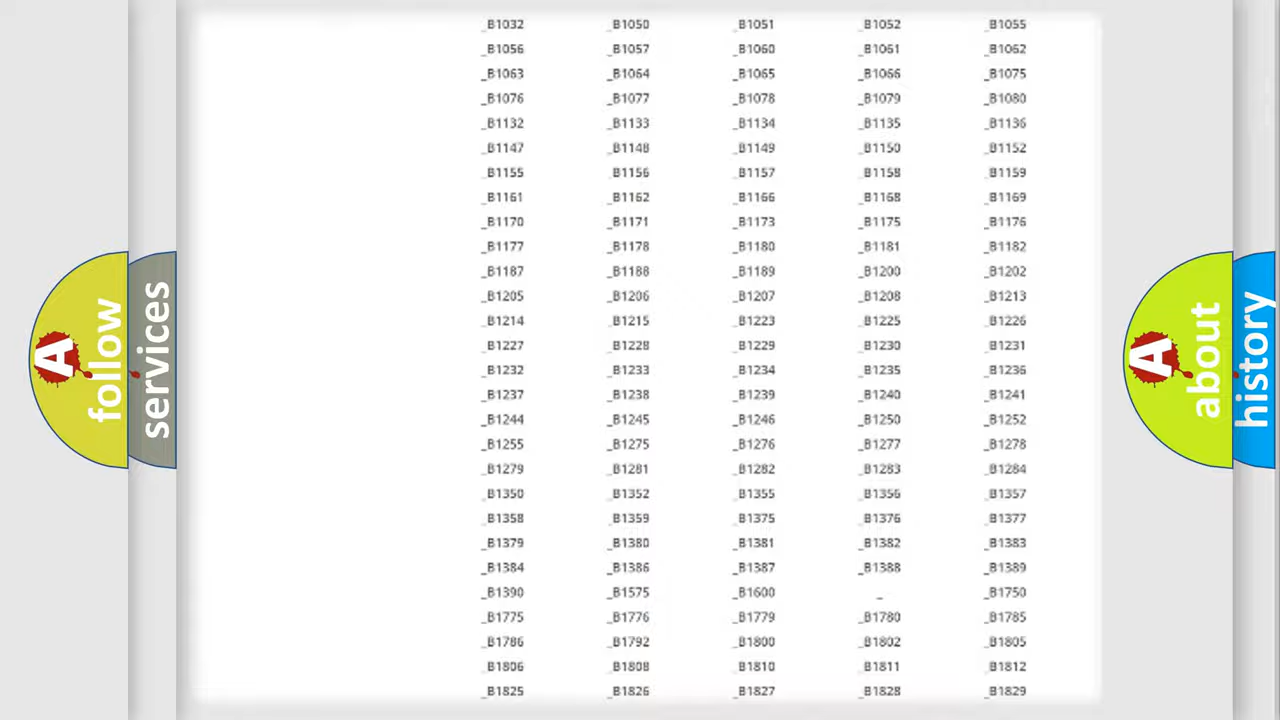 _B1032 _B1050 _B1051 _B1052 _B1055
_B1056 _B1057 _B1060 _B1061 _B1062
_B1063 _B1064 _B1065 _B1066 _B1075
_B1076 _B1077 _B1078 _B1079 _B1080
_B1132 _B1133 _B1134 _B1135 _B1136
_B1147 _B1148 _B1149 _B1150 _B1152
_B1155 _B1156 _B1157 _B1158 _B1159
_B1161 _B1162 _B1166 _B1168 _B1169
_B1170 _B1171 _B1173 _B1175 _B1176
_B1177 _B1178 _B1180 _B1181 _B1182
_B1187 _B1188 _B1189 _B1200 _B1202
_B1205 _B1206 _B1207 _B1208 _B1213
_B1214 _B1215 _B1223 _B1225 _B1226
_B1227 _B1228 _B1229 _B1230 _B1231
_B1232 _B1233 _B1234 _B1235 _B1236
_B1237 _B1238 _B1239 _B1240 _B1241
_B1244 _B1245 _B1246 _B1250 _B1252
_B1255 _B1275 _B1276 _B1277 _B1278
_B1279 _B1281 _B1282 _B1283 _B1284
_B1350 _B1352 _B1355 _B1356 _B1357
_B1358 _B1359 _B1375 _B1376 _B1377
_B1379 _B1380 _B1381 _B1382 _B1383
_B1384 _B1386 _B1387 _B1388 _B1389
_B1390 _B1575 _B1600 _ _B1750
_B1775 _B1776 _B1779 _B1780 _B1785
_B1786 _B1792 _B1800 _B1802 _B1805
_B1806 _B1808 _B1810 _B1811 _B1812
_B1825 _B1826 _B1827 _B1828 _B1829
A follow
services
A about
history